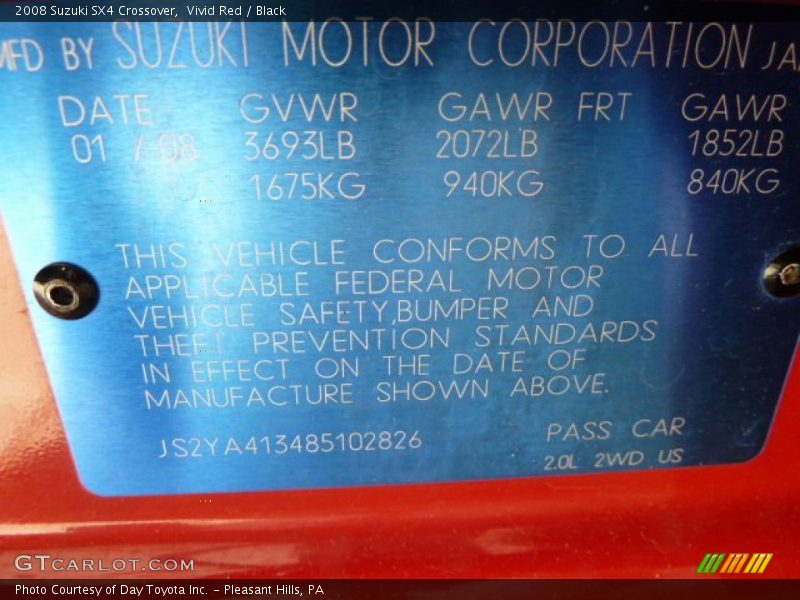 2008 Suzuki SX4 Crossover, Vivid Red / Black
MFD BY SUZUKI MOTOR CORPORATION JA
DATE GVWR GAWR FRT GAWR
01 / 08 3693LB 2072LB 1852LB
1675KG 940KG 840KG
THIS VEHICLE CONFORMS TO ALL
APPLICABLE FEDERAL MOTOR
VEHICLE SAFETY,BUMPER AND
THEFT PREVENTION STANDARDS
IN EFFECT ON THE DATE OF
MANUFACTURE SHOWN ABOVE.
JS2YA413485102826 PASS CAR
2.0L 2WD US
GTCARLOT.COM
Photo Courtesy of Day Toyota Inc. - Pleasant Hills, PA